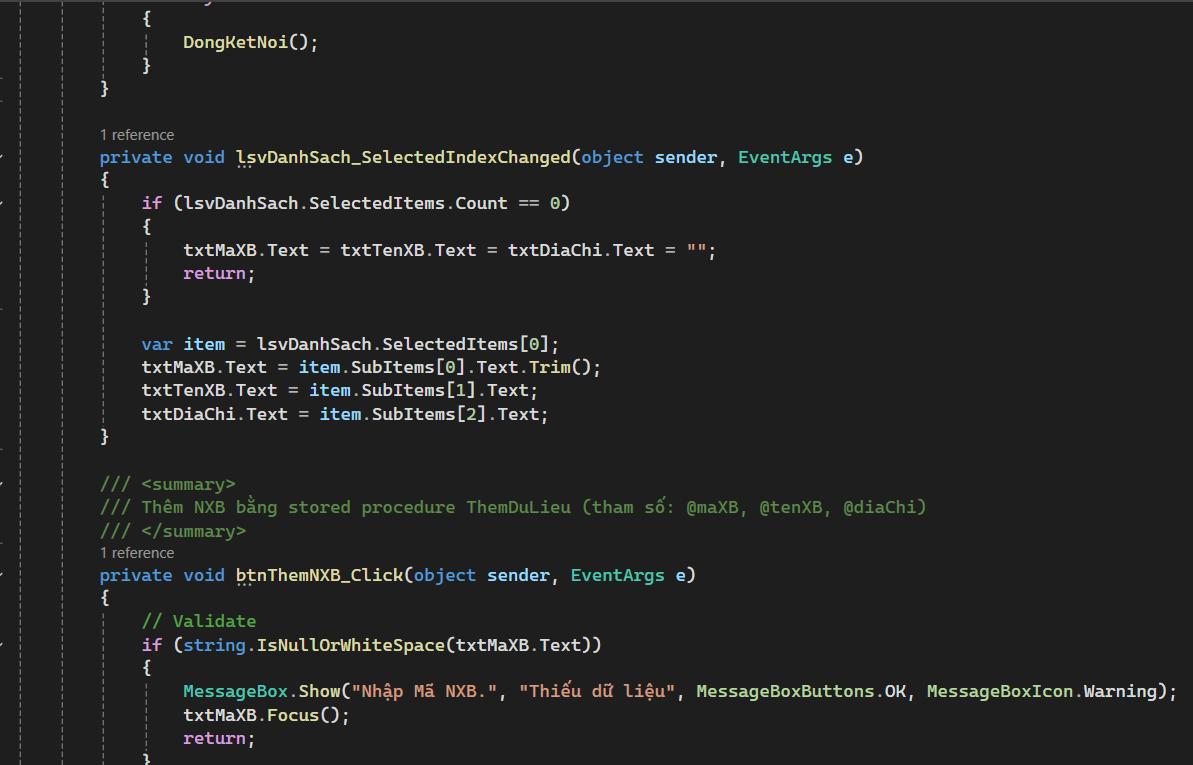 {
DongKetNoi();
}
}
1 reference
private void lsvDanhSach_SelectedIndexChanged(object sender, EventArgs e)
{
if (lsvDanhSach.SelectedItems.Count == 0)
{
txtMaXB.Text = txtTenXB.Text = txtDiaChi.Text = "";
return;
}
var item = lsvDanhSach.SelectedItems[0];
txtMaXB.Text = item.SubItems[0].Text.Trim();
txtTenXB.Text = item.SubItems[1].Text;
txtDiaChi.Text = item.SubItems[2].Text;
}
/// <summary>
/// Thêm NXB bằng stored procedure ThemDuLieu (tham số: @maXB, @tenXB, @diaChi)
/// </summary>
1 reference
private void btnThemNXB_Click(object sender, EventArgs e)
{
// Validate
if (string.IsNullOrWhiteSpace(txtMaXB.Text))
{
MessageBox.Show("Nhập Mã NXB.", "Thiếu dữ liệu", MessageBoxButtons.OK, MessageBoxIcon.Warning);
txtMaXB.Focus();
return;
}